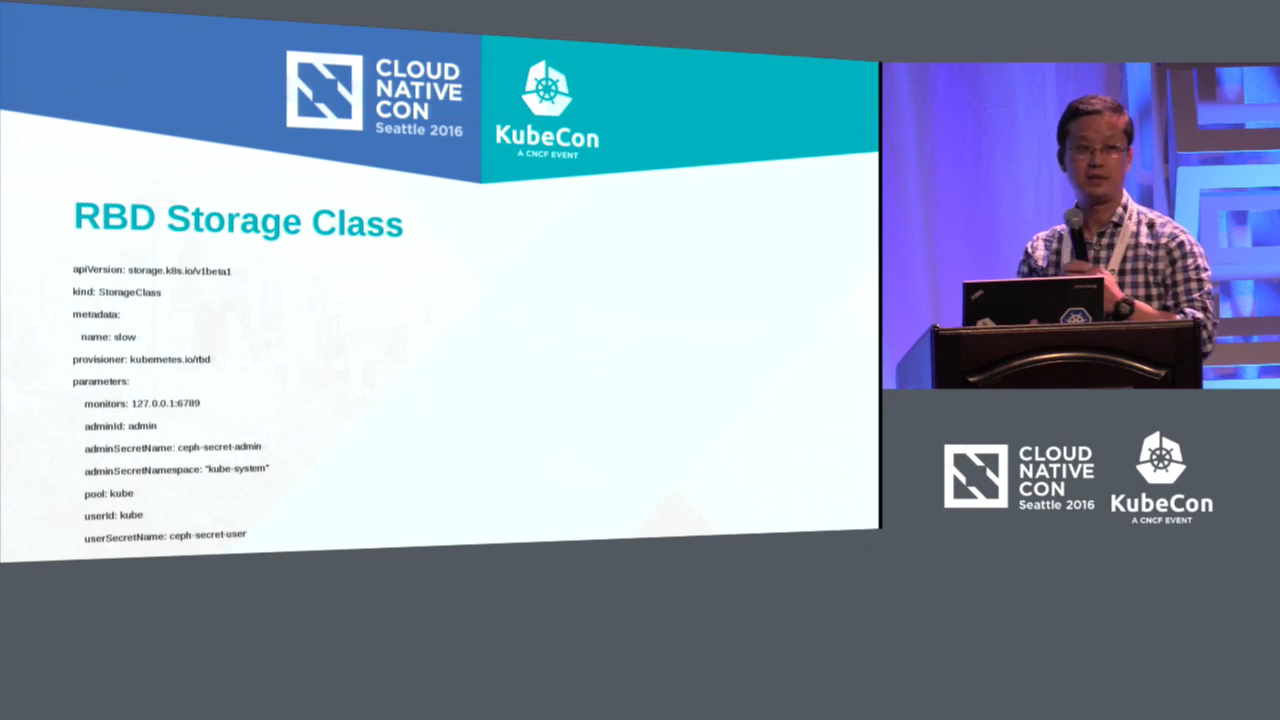 CLOUD
NATIVE
CON
Seattle 2016
KubeCon
A CNCF EVENT
RBD Storage Class
apiVersion: storage.k8s.io/v1beta1
kind: StorageClass
metadata:
name: slow
provisioner: kubernetes.io/rbd
parameters:
monitors: 127.0.0.1:6789
adminId: admin
adminSecretName: ceph-secret-admin
adminSecretNamespace: "kube-system"
pool: kube
userId: kube
userSecretName: ceph-secret-user
CLOUD
NATIVE
CON
Seattle 2016
KubeCon
A CNCF EVENT